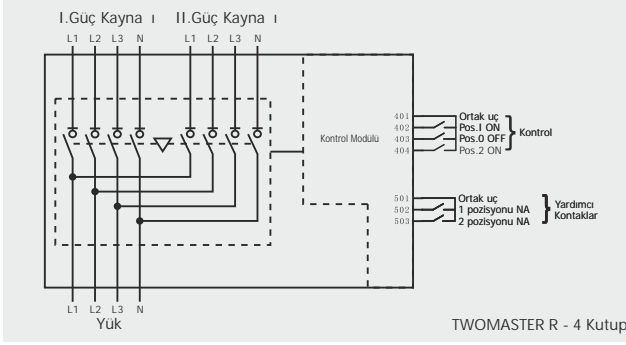 I.Güç Kayna ı II.Güç Kayna ı
L1 L2 L3 N L1 L2 L3 N
Kontrol Modülü
401 Ortak uç
402 Pos.I ON
403 Pos.0 OFF
404 Pos.2 ON
Kontrol
501 Ortak uç
502 1 pozisyonu NA
503 2 pozisyonu NA
Yardımcı
Kontaklar
L1 L2 L3 N
Yük
TWOMASTER R - 4 Kutup